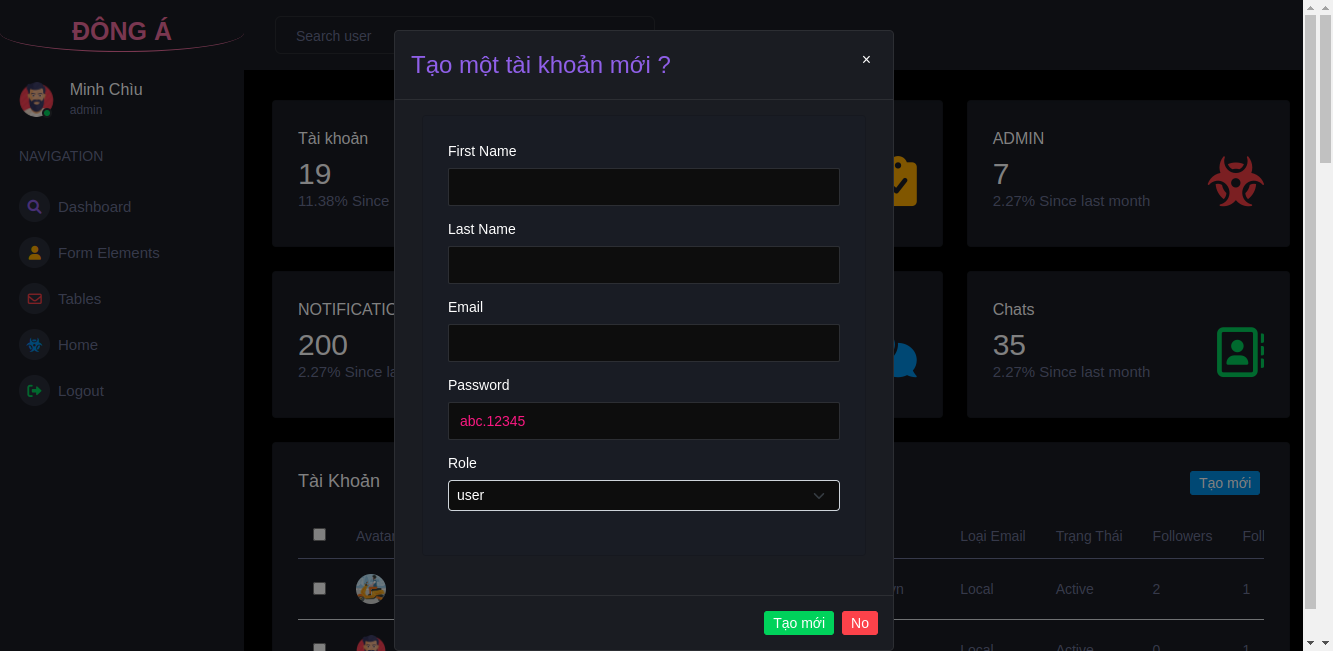 ĐÔNG Á
Search user
Minh Chìu
admin
NAVIGATION
Dashboard
Form Elements
Tables
Home
Logout
Tạo một tài khoản mới ?
×
First Name
Last Name
Email
Password
abc.12345
Role
user
Tạo mới
No
Tài khoản
19
11.38% Since
ADMIN
7
2.27% Since last month
NOTIFICATIO
200
2.27% Since la
Chats
35
2.27% Since last month
Tài Khoản
Tạo mới
Avatar
Loại Email
Trạng Thái
Followers
Foll
vn
Local
Active
2
1
Local
Active
0
1